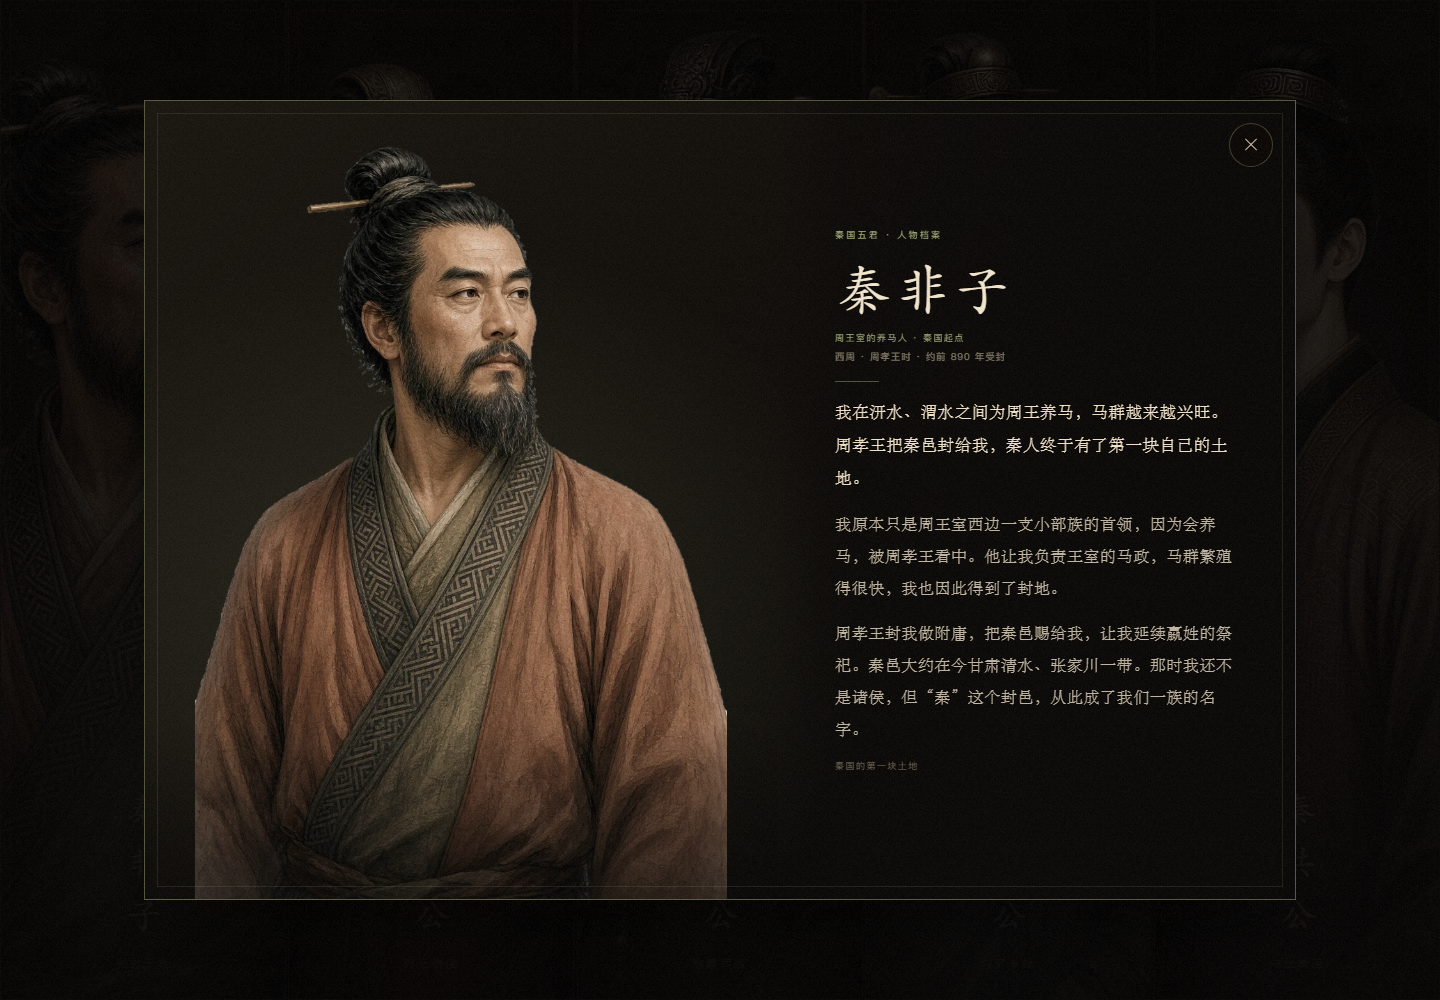 秦国五君 · 人物档案
秦非子
周王室的养马人 · 秦国起点
西周 · 周孝王时 · 约前 890 年受封
我在汧水、渭水之间为周王养马，马群越来越兴旺。
周孝王把秦邑封给我，秦人终于有了第一块自己的土
地。
我原本只是周王室西边一支小部族的首领，因为会养
马，被周孝王看中。他让我负责王室的马政，马群繁殖
得很快，我也因此得到了封地。
周孝王封我做附庸，把秦邑赐给我，让我延续嬴姓的祭
祀。秦邑大约在今甘肃清水、张家川一带。那时我还不
是诸侯，但“秦”这个封邑，从此成了我们一族的名
字。
秦国的第一块土地
子
公
公
公
公